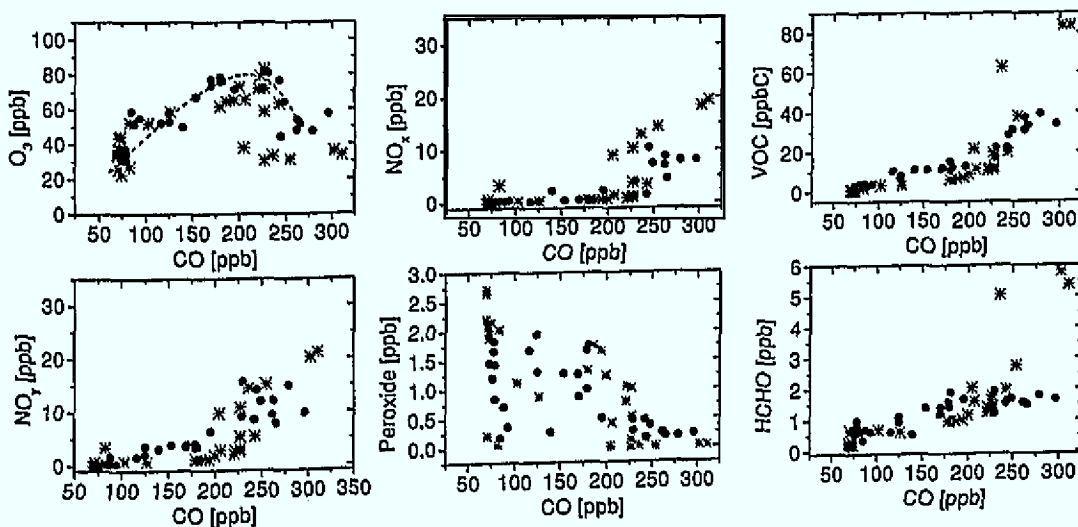 O3 [ppb]
100
80
60
40
20
0
50 100 150 200 250 300
CO [ppb]
NOx [ppb]
30
20
10
0
50 100 150 200 250 300
CO [ppb]
VOC [ppbC]
80
60
40
20
0
50 100 150 200 250 300
CO [ppb]
NOy [ppb]
30
20
10
0
50 100 150 200 250 300 350
CO [ppb]
Peroxide [ppb]
3.0
2.5
2.0
1.5
1.0
0.5
0.0
50 100 150 200 250 300
CO [ppb]
HCHO [ppb]
6
5
4
3
2
1
0
50 100 150 200 250 300
CO [ppb]